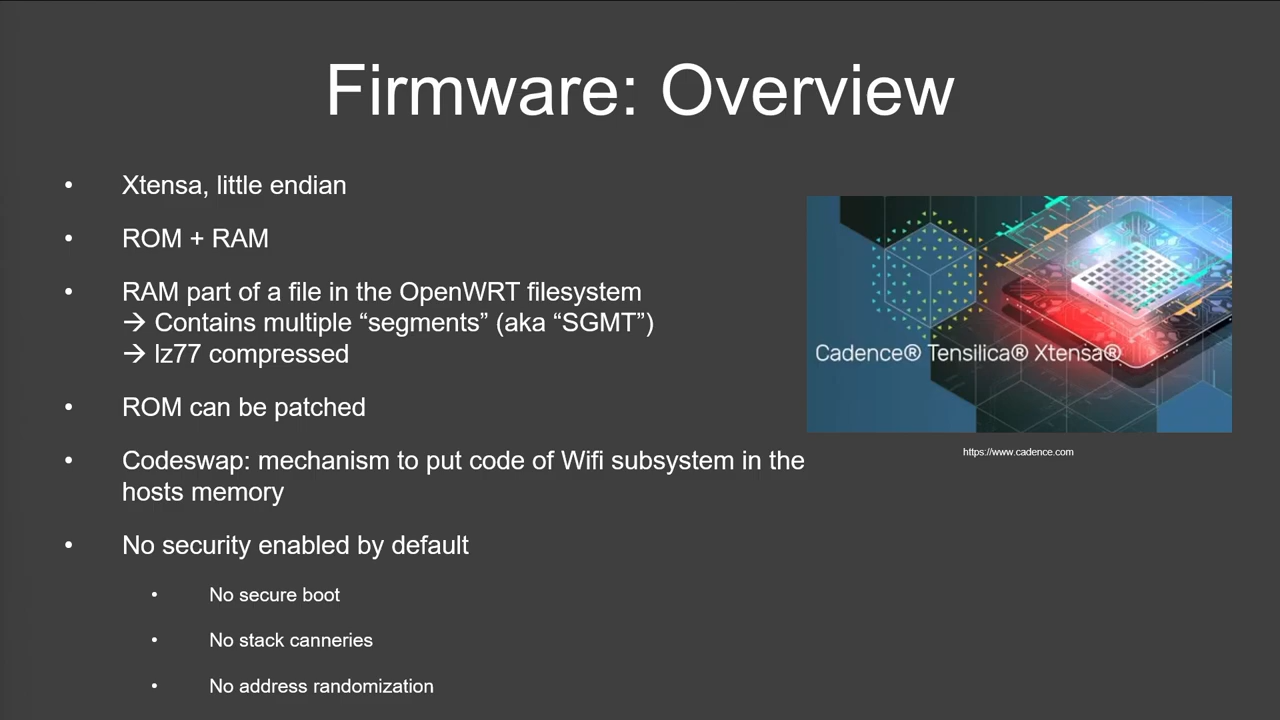 Firmware: Overview
• Xtensa, little endian
• ROM + RAM
• RAM part of a file in the OpenWRT filesystem
→ Contains multiple “segments” (aka “SGMT”)
→ lz77 compressed
• ROM can be patched
• Codeswap: mechanism to put code of Wifi subsystem in the
hosts memory
• No security enabled by default
• No secure boot
• No stack canneries
• No address randomization
Cadence® Tensilica® Xtensa®
https://www.cadence.com